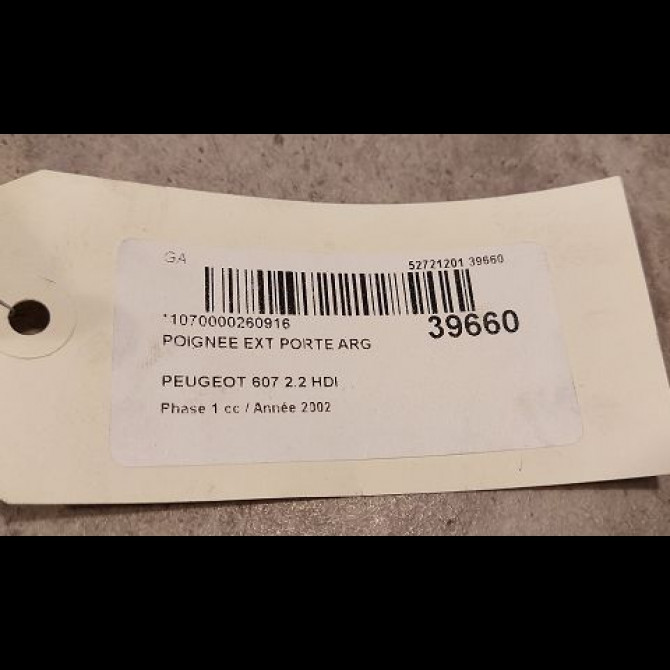 GA
52721201 39660
*1070000260916
39660
POIGNEE EXT PORTE ARG
PEUGEOT 607 2.2 HDI
Phase 1 cc / Année 2002